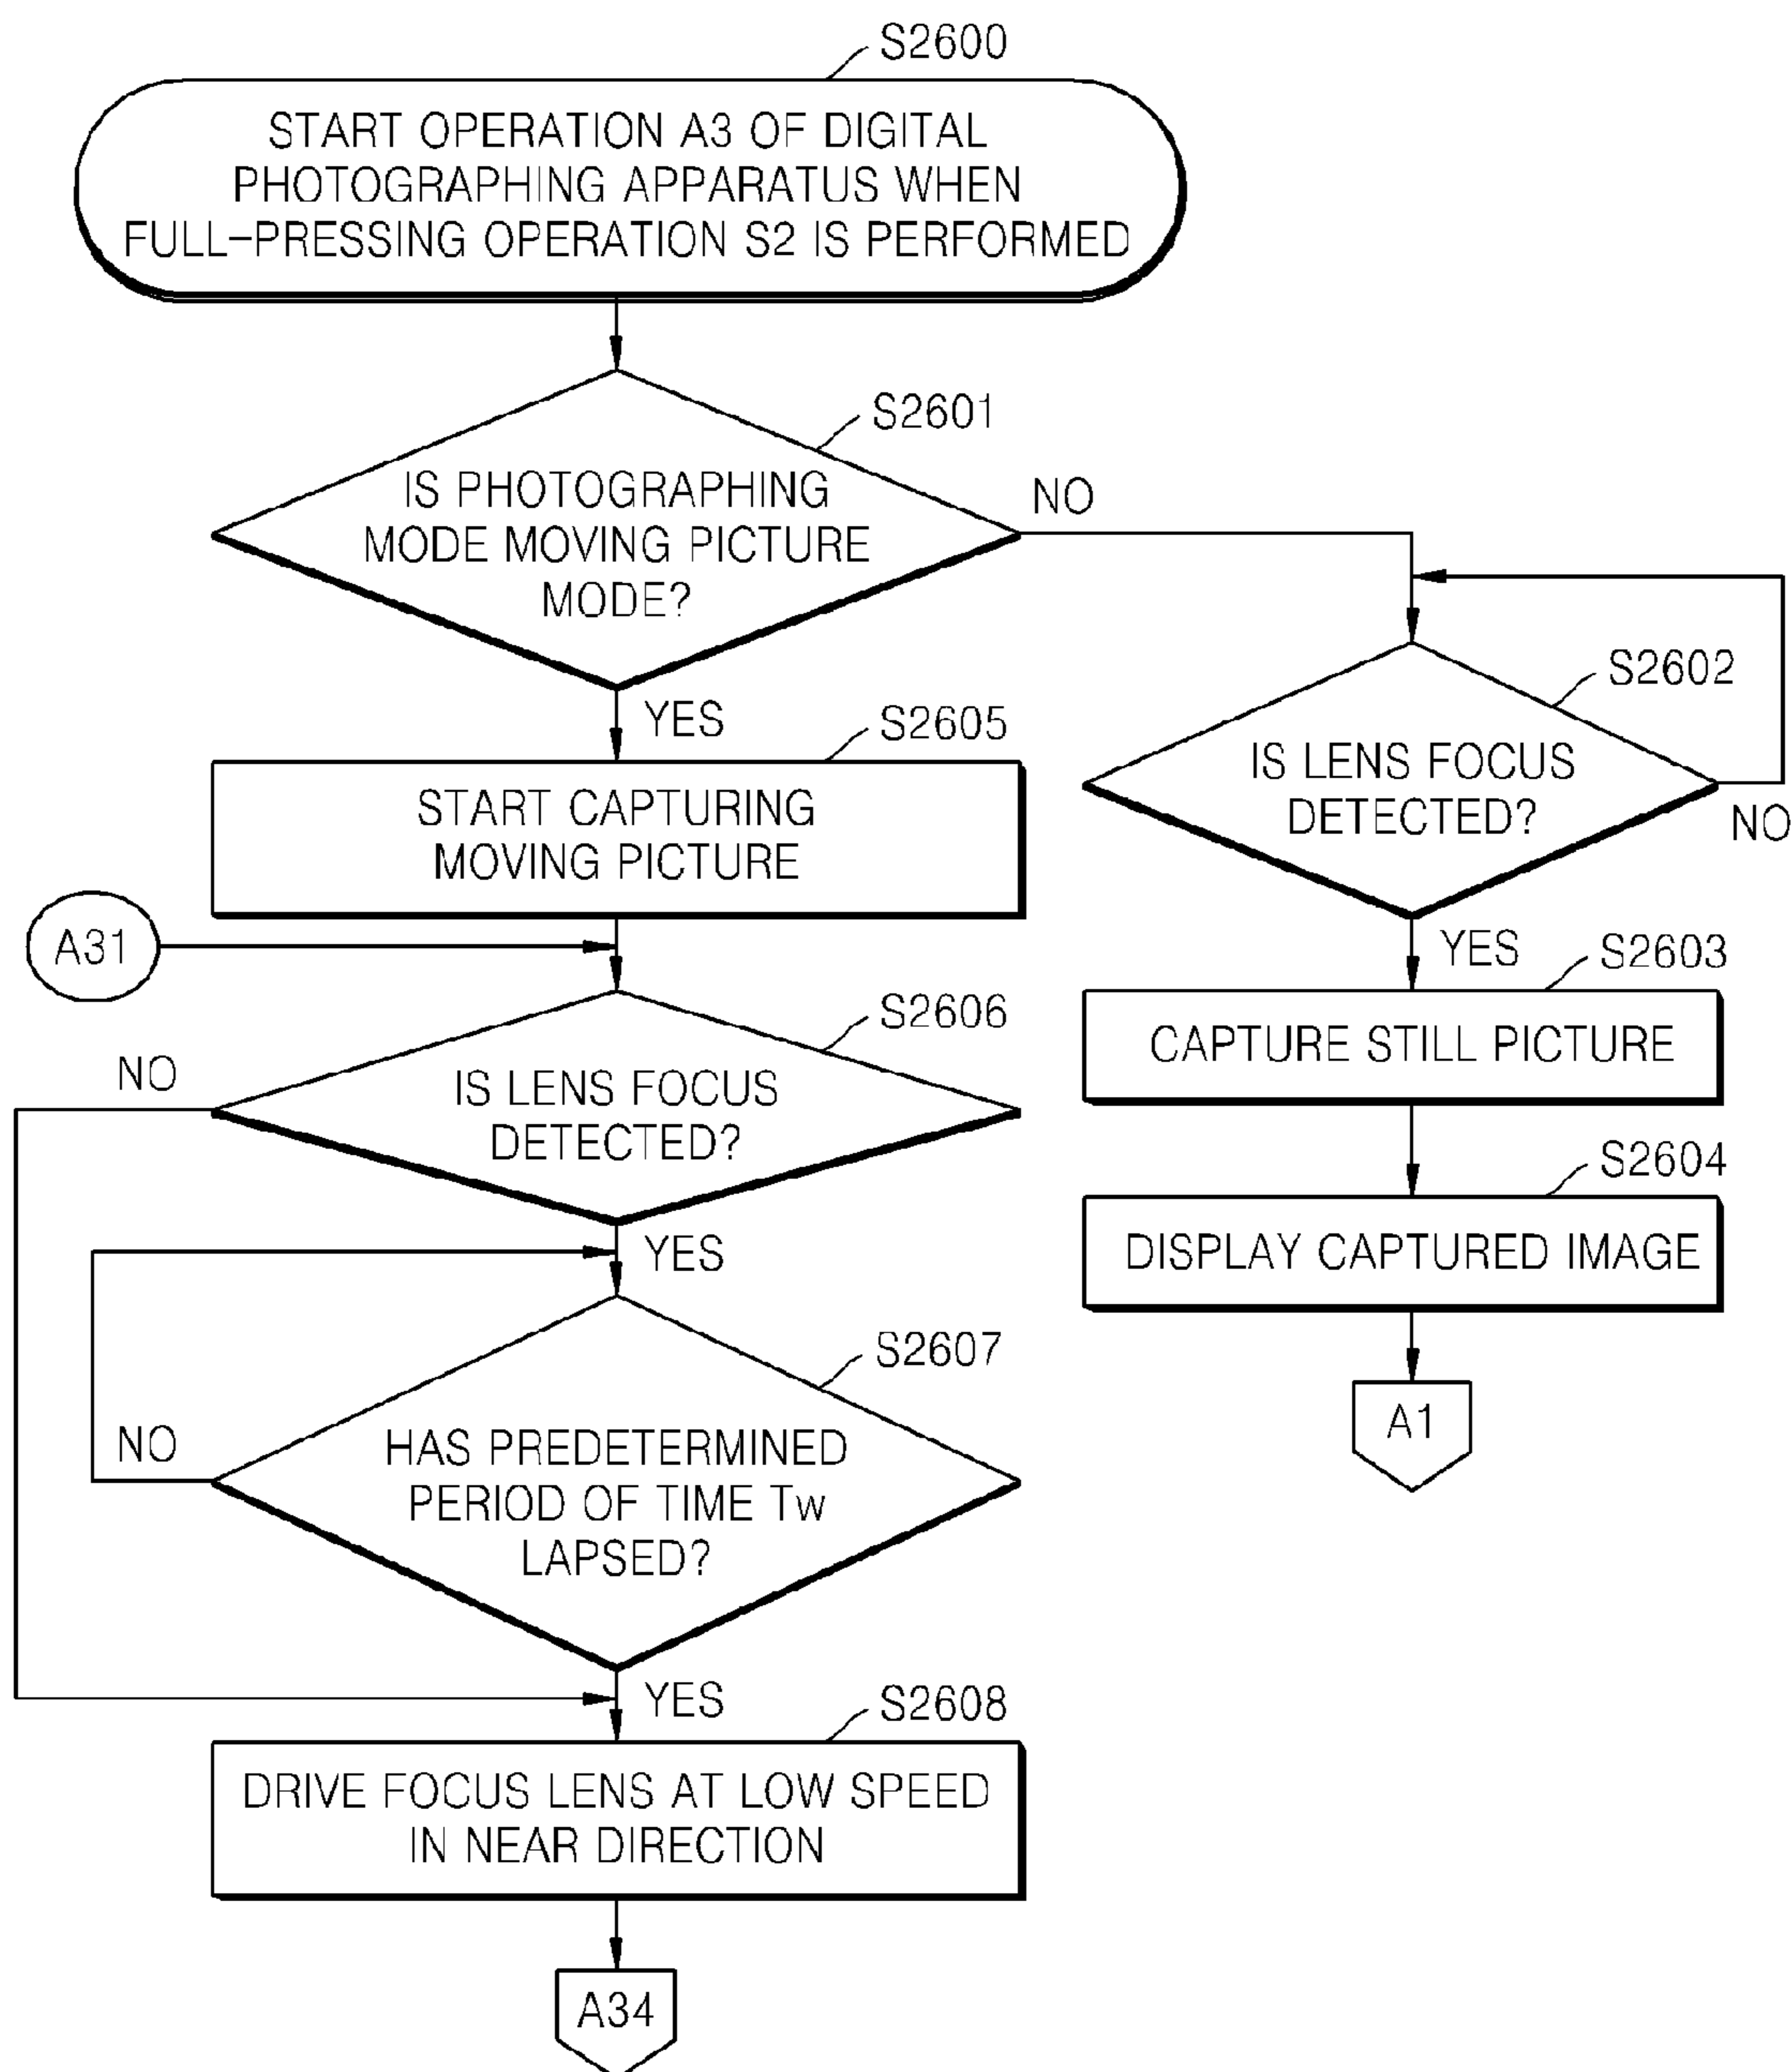 S2600
START OPERATION A3 OF DIGITAL
PHOTOGRAPHING APPARATUS WHEN
FULL-PRESSING OPERATION S2 IS PERFORMED
S2601
IS PHOTOGRAPHING
MODE MOVING PICTURE
MODE?
NO
YES
S2602
IS LENS FOCUS
DETECTED?
NO
YES
S2603
CAPTURE STILL PICTURE
S2604
DISPLAY CAPTURED IMAGE
A1
S2605
START CAPTURING
MOVING PICTURE
A31
S2606
NO
IS LENS FOCUS
DETECTED?
YES
S2607
NO
HAS PREDETERMINED
PERIOD OF TIME Tw
LAPSED?
YES
S2608
DRIVE FOCUS LENS AT LOW SPEED
IN NEAR DIRECTION
A34